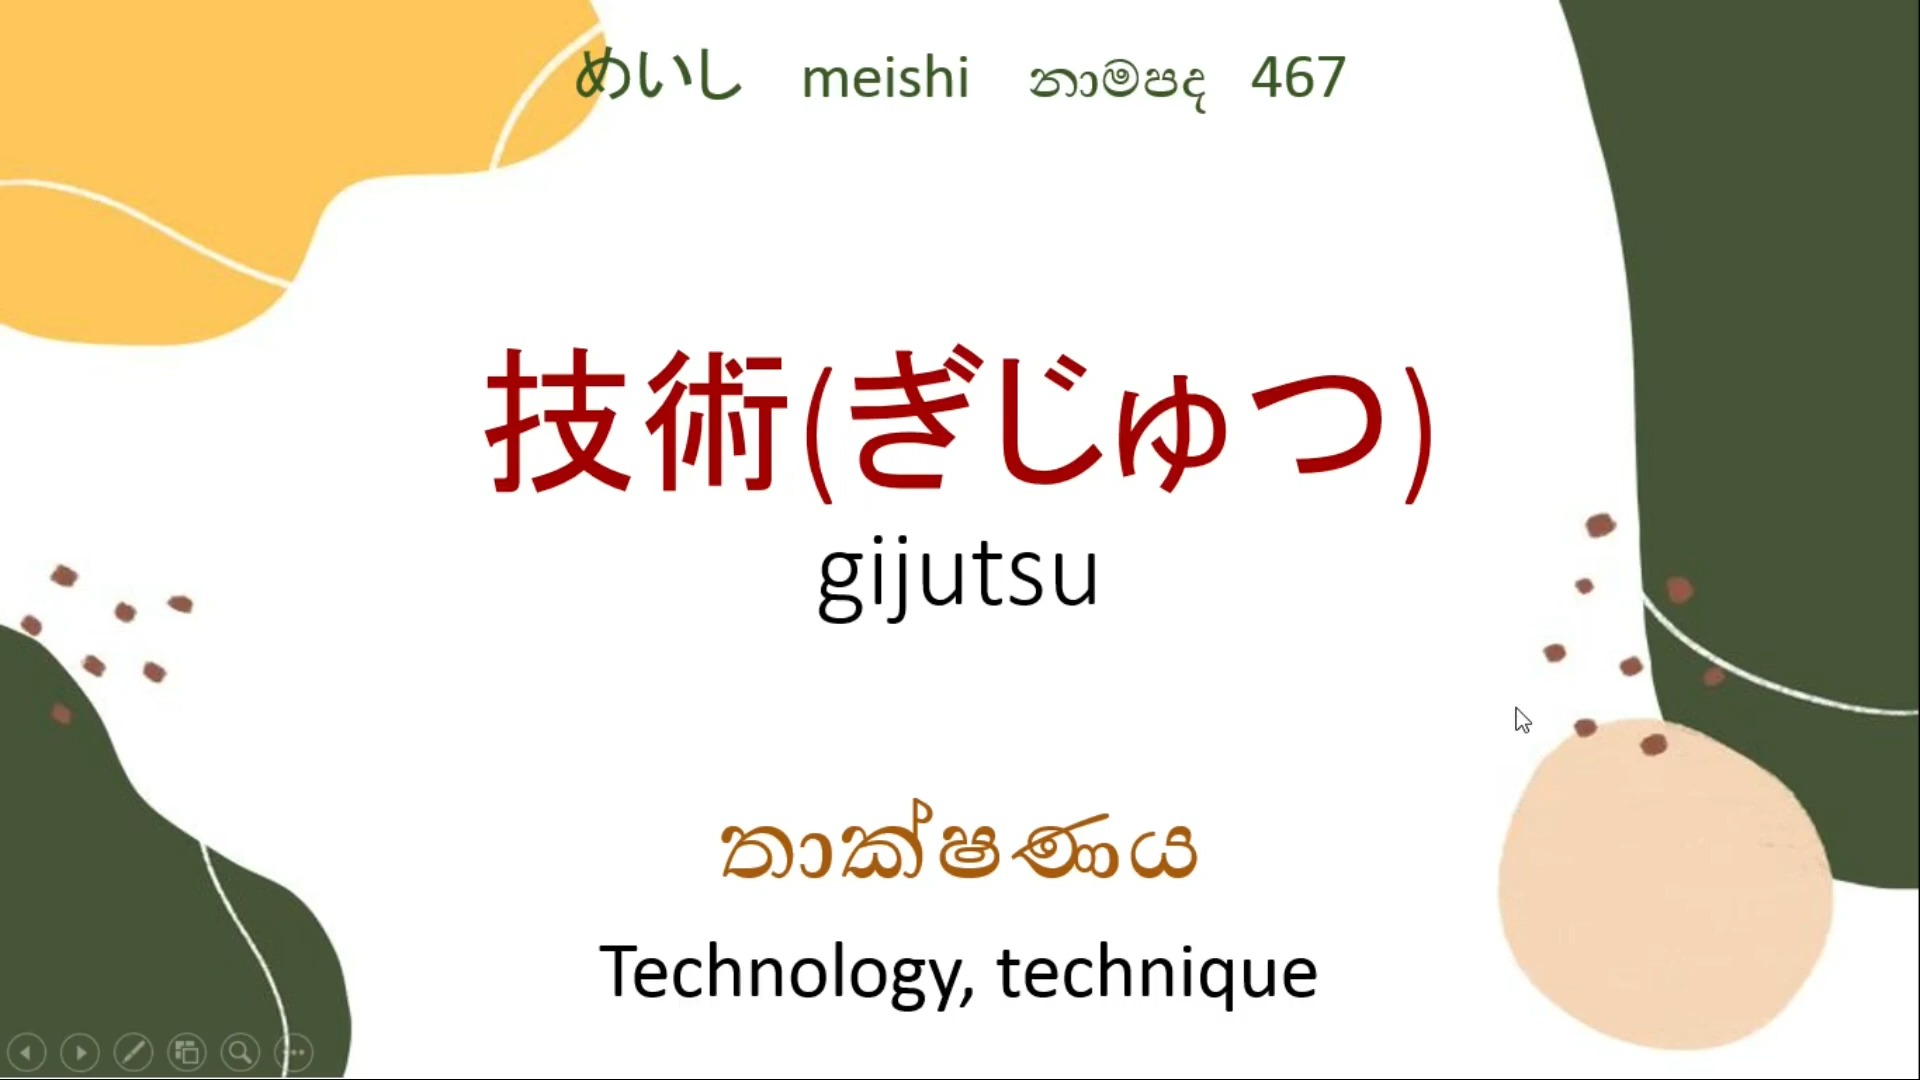 めいし meishi නාමපද 467
技術(ぎじゅつ)
gijutsu
තාක්ෂණය
Technology, technique